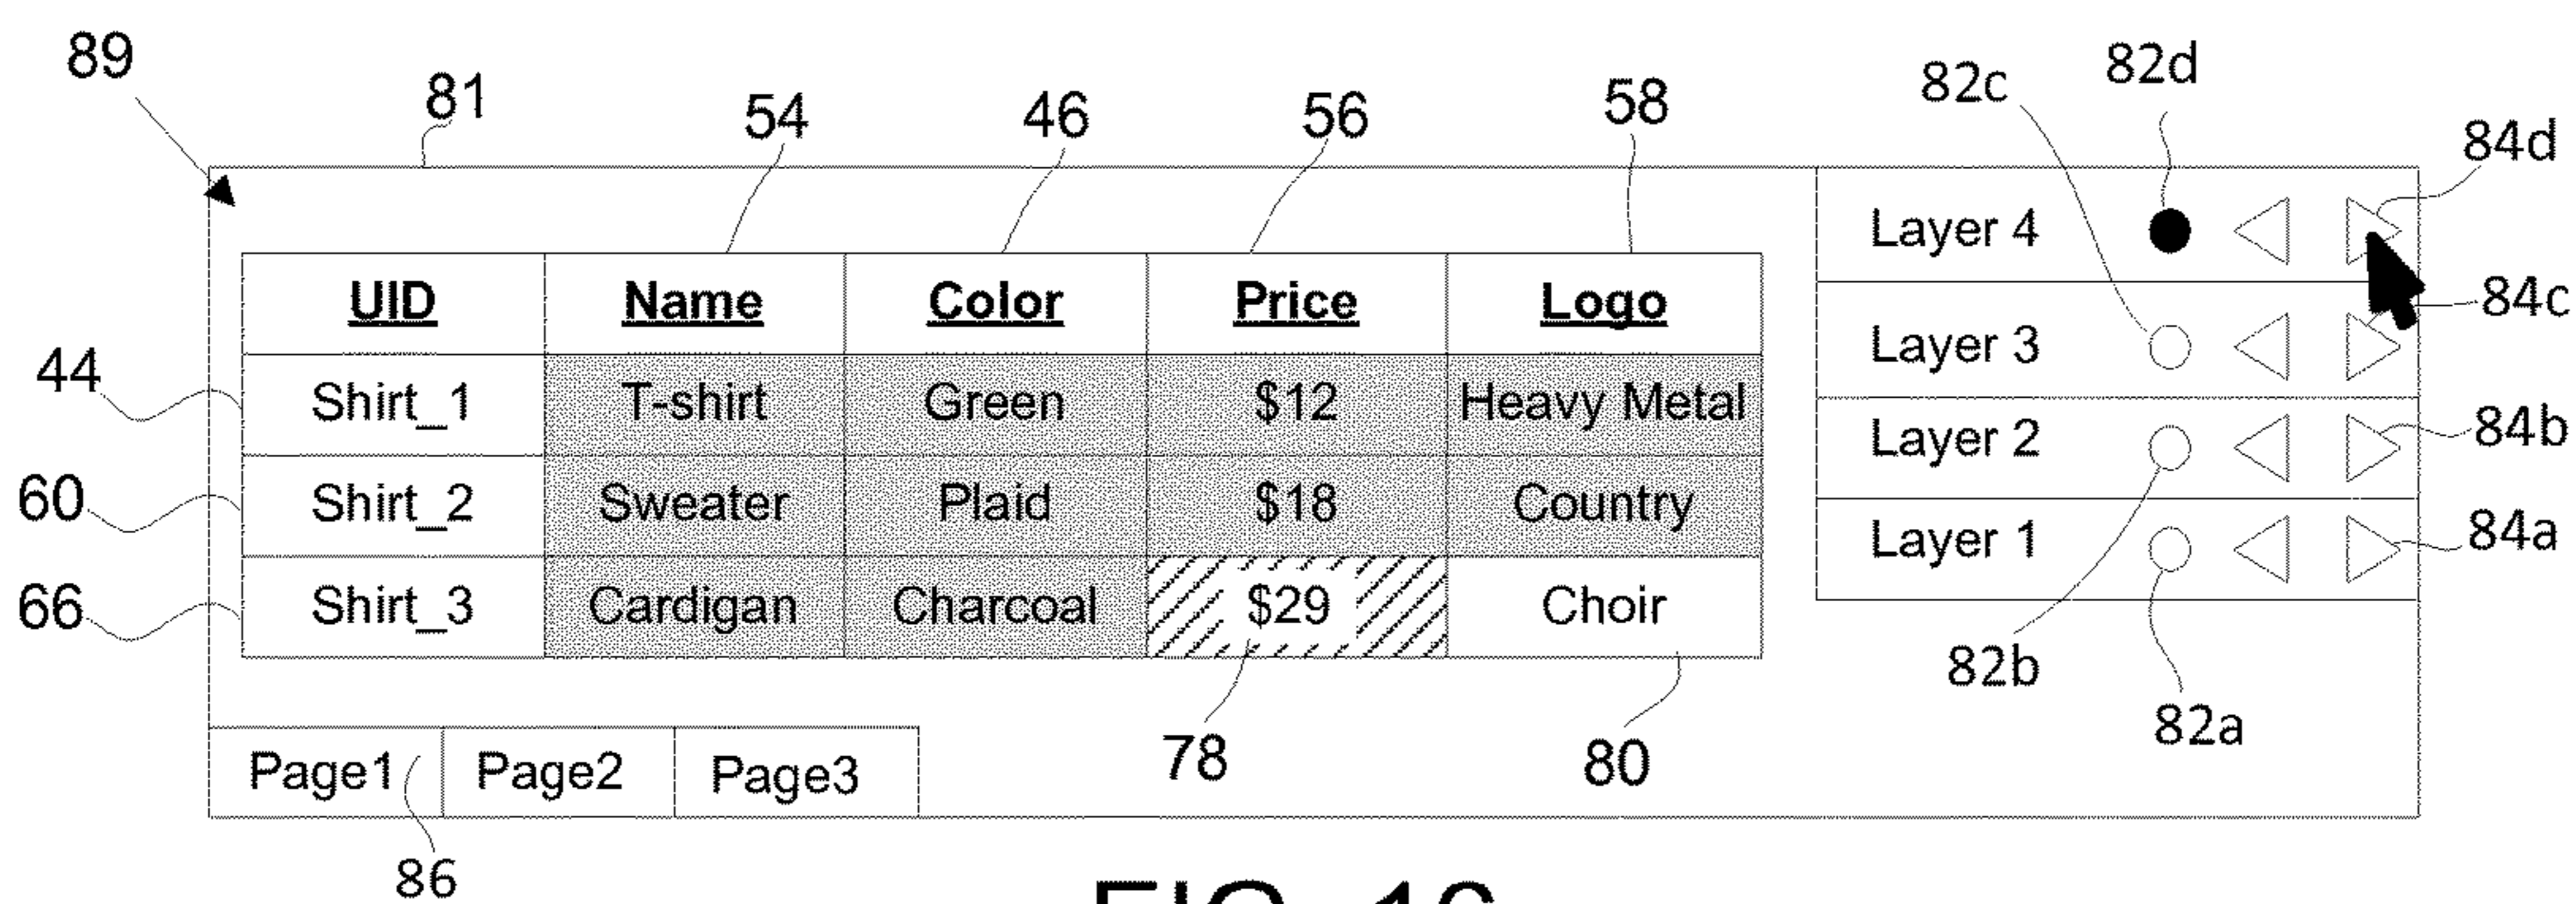 89
81
54
46
56
58
82c
82d
84d
UID Name Color Price Logo
44 Shirt_1 T-shirt Green $12 Heavy Metal
60 Shirt_2 Sweater Plaid $18 Country
66 Shirt_3 Cardigan Charcoal $29 Choir
Layer 4
84c
Layer 3
Layer 2 84b
Layer 1 84a
82b
82a
78
80
Page1 Page2 Page3
86
FIG. 16